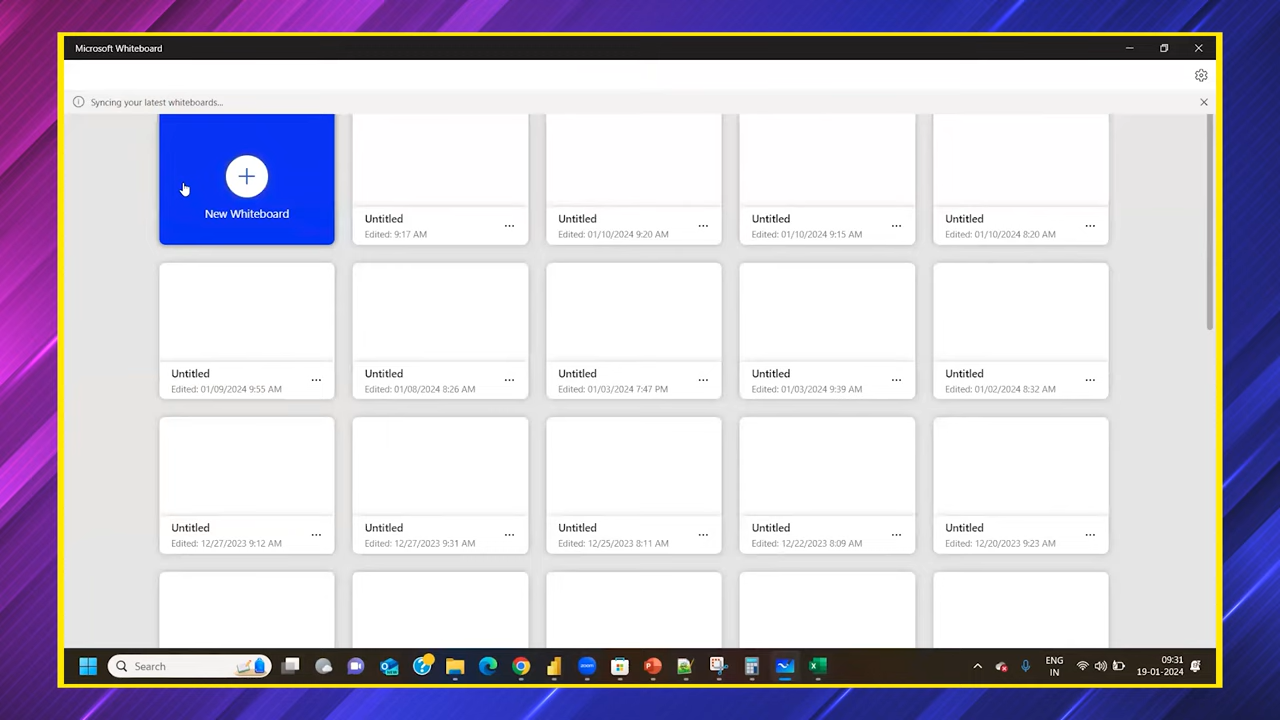 Microsoft Whiteboard
Syncing your latest whiteboards...
New Whiteboard
Untitled
Edited: 9:17 AM
Untitled
Edited: 01/10/2024 9:20 AM
Untitled
Edited: 01/10/2024 9:15 AM
Untitled
Edited: 01/10/2024 8:20 AM
Untitled
Edited: 01/09/2024 9:55 AM
Untitled
Edited: 01/08/2024 8:26 AM
Untitled
Edited: 01/03/2024 7:47 PM
Untitled
Edited: 01/03/2024 9:39 AM
Untitled
Edited: 01/02/2024 8:32 AM
Untitled
Edited: 12/27/2023 9:12 AM
Untitled
Edited: 12/27/2023 9:31 AM
Untitled
Edited: 12/25/2023 8:11 AM
Untitled
Edited: 12/22/2023 8:09 AM
Untitled
Edited: 12/20/2023 9:23 AM
Search
zoom
ENG
IN
09:31
19-01-2024